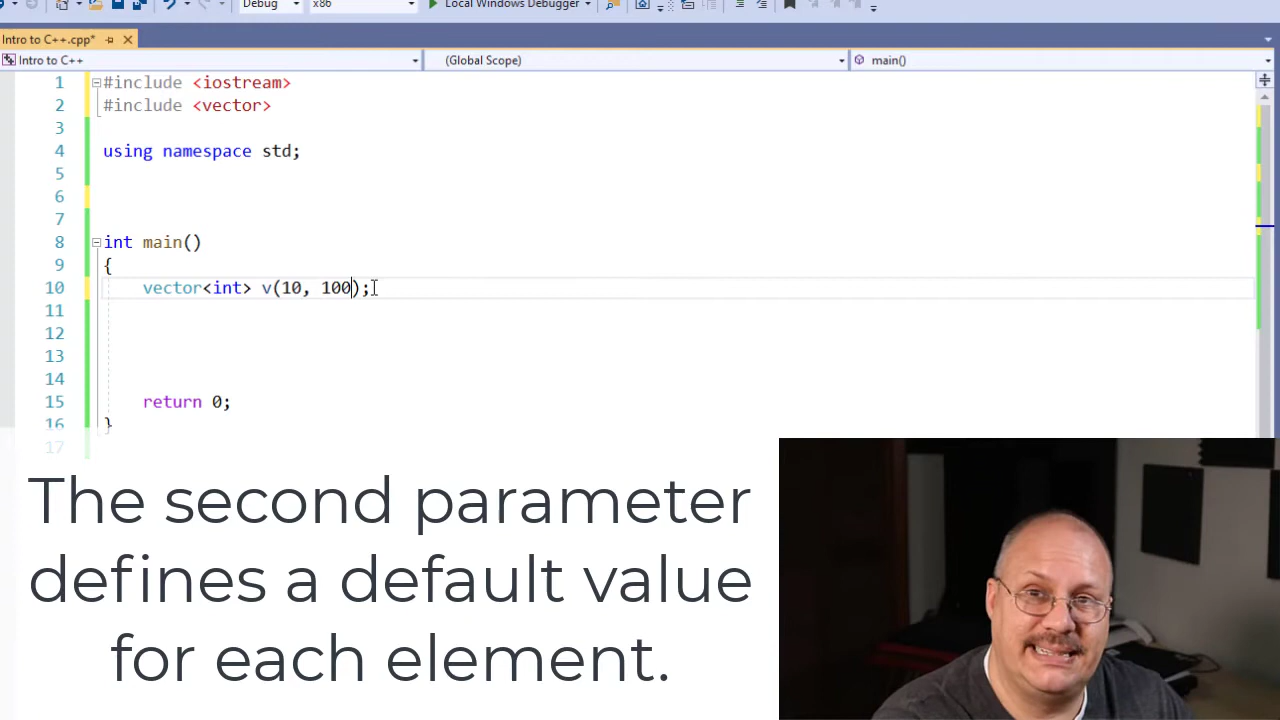 Debug x86 Local Windows Debugger
Intro to C++.cpp*
Intro to C++ (Global Scope) main()
1 #include <iostream>
2 #include <vector>
3
4 using namespace std;
5
6
7
8 int main()
9 {
10 vector<int> v(10, 100);
11
12
13
14
15 return 0;
16 }
17
The second parameter
defines a default value
for each element.